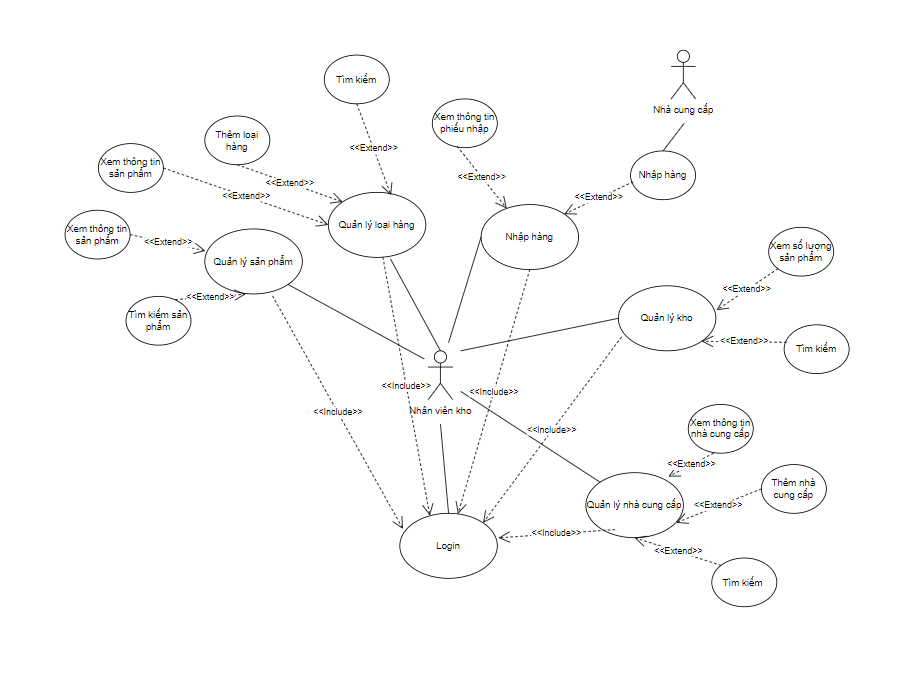 Tìm kiếm
Nhà cung cấp
Xem thông tin
phiếu nhập
Thêm loại
hàng
<<Extend>>
Xem thông tin
sản phẩm
<<Extend>>
Nhập hàng
<<Extend>>
<<Extend>>
<<Extend>>
Quản lý loại hàng
Xem thông tin
sản phẩm
<<Extend>>
Nhập hàng
Xem số lượng
sản phẩm
Quản lý sản phẩm
<<Extend>>
<<Extend>>
Tìm kiếm sản
phẩm
Quản lý kho
<<Extend>>
Tìm kiếm
<<Include>>
<<Include>>
<<Include>>
Nhân viên kho
<<Include>>
Xem thông tin
nhà cung cấp
<<Extend>>
Thêm nhà
cung cấp
Quản lý nhà cung cấp
<<Extend>>
<<Include>>
Login
<<Extend>>
Tìm kiếm